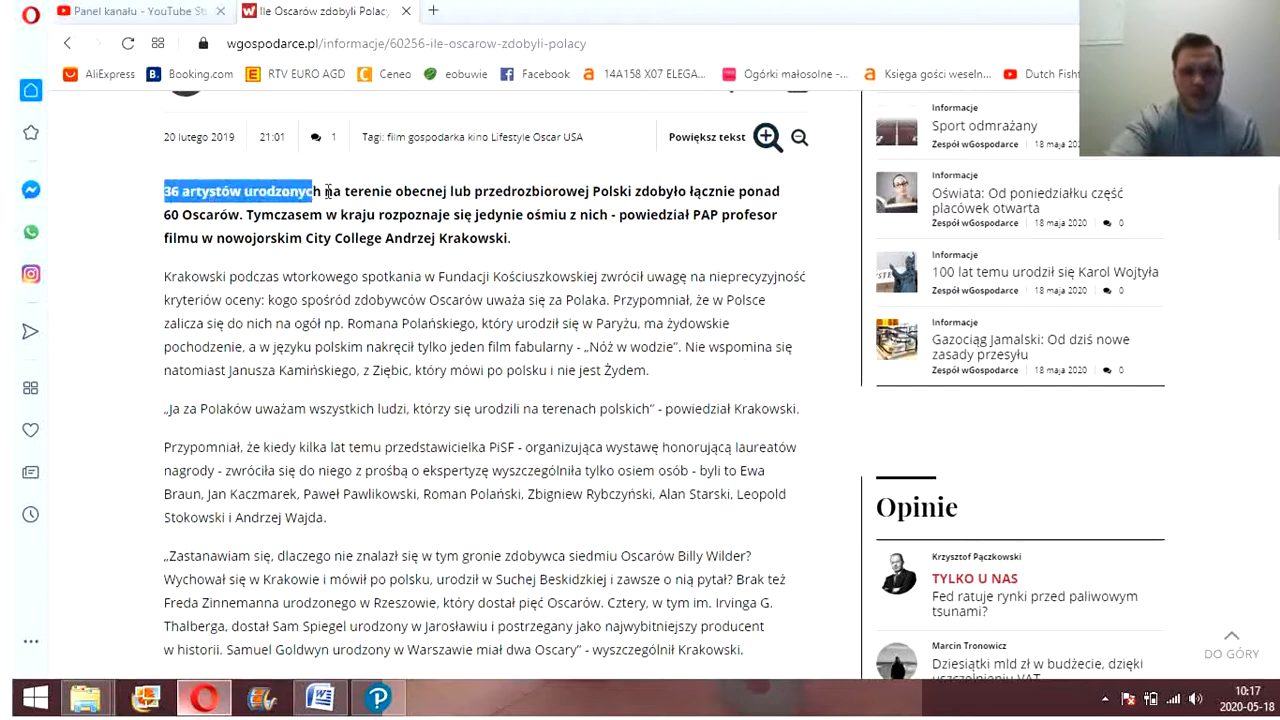 Panel kanału - YouTube St
Ile Oscarów zdobyli Polacy
wgospodarce.pl/informacje/60256-ile-oscarow-zdobyli-polacy
AliExpress
Booking.com
RTV EURO AGD
Ceneo
eobuwie
Facebook
14A158 X07 ELEGA...
Ogórki małosolne -...
Księga gości weseln...
Dutch Fishf
20 lutego 2019
21:01
1
Tagi: film gospodarka kino Lifestyle Oscar USA
Powiększ tekst
36 artystów urodzonych na terenie obecnej lub przedrozbiorowej Polski zdobyło łącznie ponad
60 Oscarów. Tymczasem w kraju rozpoznaje się jedynie ośmiu z nich - powiedział PAP profesor
filmu w nowojorskim City College Andrzej Krakowski.
Krakowski podczas wtorkowego spotkania w Fundacji Kościuszkowskiej zwrócił uwagę na nieprecyzyjność
kryteriów oceny: kogo spośród zdobywców Oscarów uważa się za Polaka. Przypomniał, że w Polsce
zalicza się do nich na ogół np. Romana Polańskiego, który urodził się w Paryżu, ma żydowskie
pochodzenie, a w języku polskim nakręcił tylko jeden film fabularny - „Nóż w wodzie”. Nie wspomina się
natomiast Janusza Kamińskiego, z Ziębic, który mówi po polsku i nie jest Żydem.
„Ja za Polaków uważam wszystkich ludzi, którzy się urodzili na terenach polskich” - powiedział Krakowski.
Przypomniał, że kiedy kilka lat temu przedstawicielka PiSF - organizująca wystawę honorującą laureatów
nagrody - zwróciła się do niego z prośbą o ekspertyzę wyszczególniła tylko osiem osób - byli to Ewa
Braun, Jan Kaczmarek, Paweł Pawlikowski, Roman Polański, Zbigniew Rybczyński, Alan Starski, Leopold
Stokowski i Andrzej Wajda.
„Zastanawiam się, dlaczego nie znalazł się w tym gronie zdobywca siedmiu Oscarów Billy Wilder?
Wychował się w Krakowie i mówił po polsku, urodził w Suchej Beskidzkiej i zawsze o nią pytał? Brak też
Freda Zinnemanna urodzonego w Rzeszowie, który dostał pięć Oscarów. Cztery, w tym im. Irvinga G.
Thalberga, dostał Sam Spiegel urodzony w Jarosławiu i postrzegany jako najwybitniejszy producent
w historii. Samuel Goldwyn urodzony w Warszawie miał dwa Oscary” - wyszczególnił Krakowski.
Informacje
Sport odmrażany
Zespół wGospodarce
18 maja 2020
Informacje
Oświata: Od poniedziałku część
placówek otwarta
Zespół wGospodarce
18 maja 2020
0
Informacje
100 lat temu urodził się Karol Wojtyła
Zespół wGospodarce
18 maja 2020
0
Informacje
Gazociąg Jamalski: Od dziś nowe
zasady przesyłu
Zespół wGospodarce
18 maja 2020
0
Opinie
Krzysztof Pączkowski
TYLKO U NAS
Fed ratuje rynki przed paliwowym
tsunami?
Marcin Tronowicz
Dziesiątki mld zł w budżecie, dzięki
uszczelnieniu VAT
DO GÓRY
10:17
2020-05-18